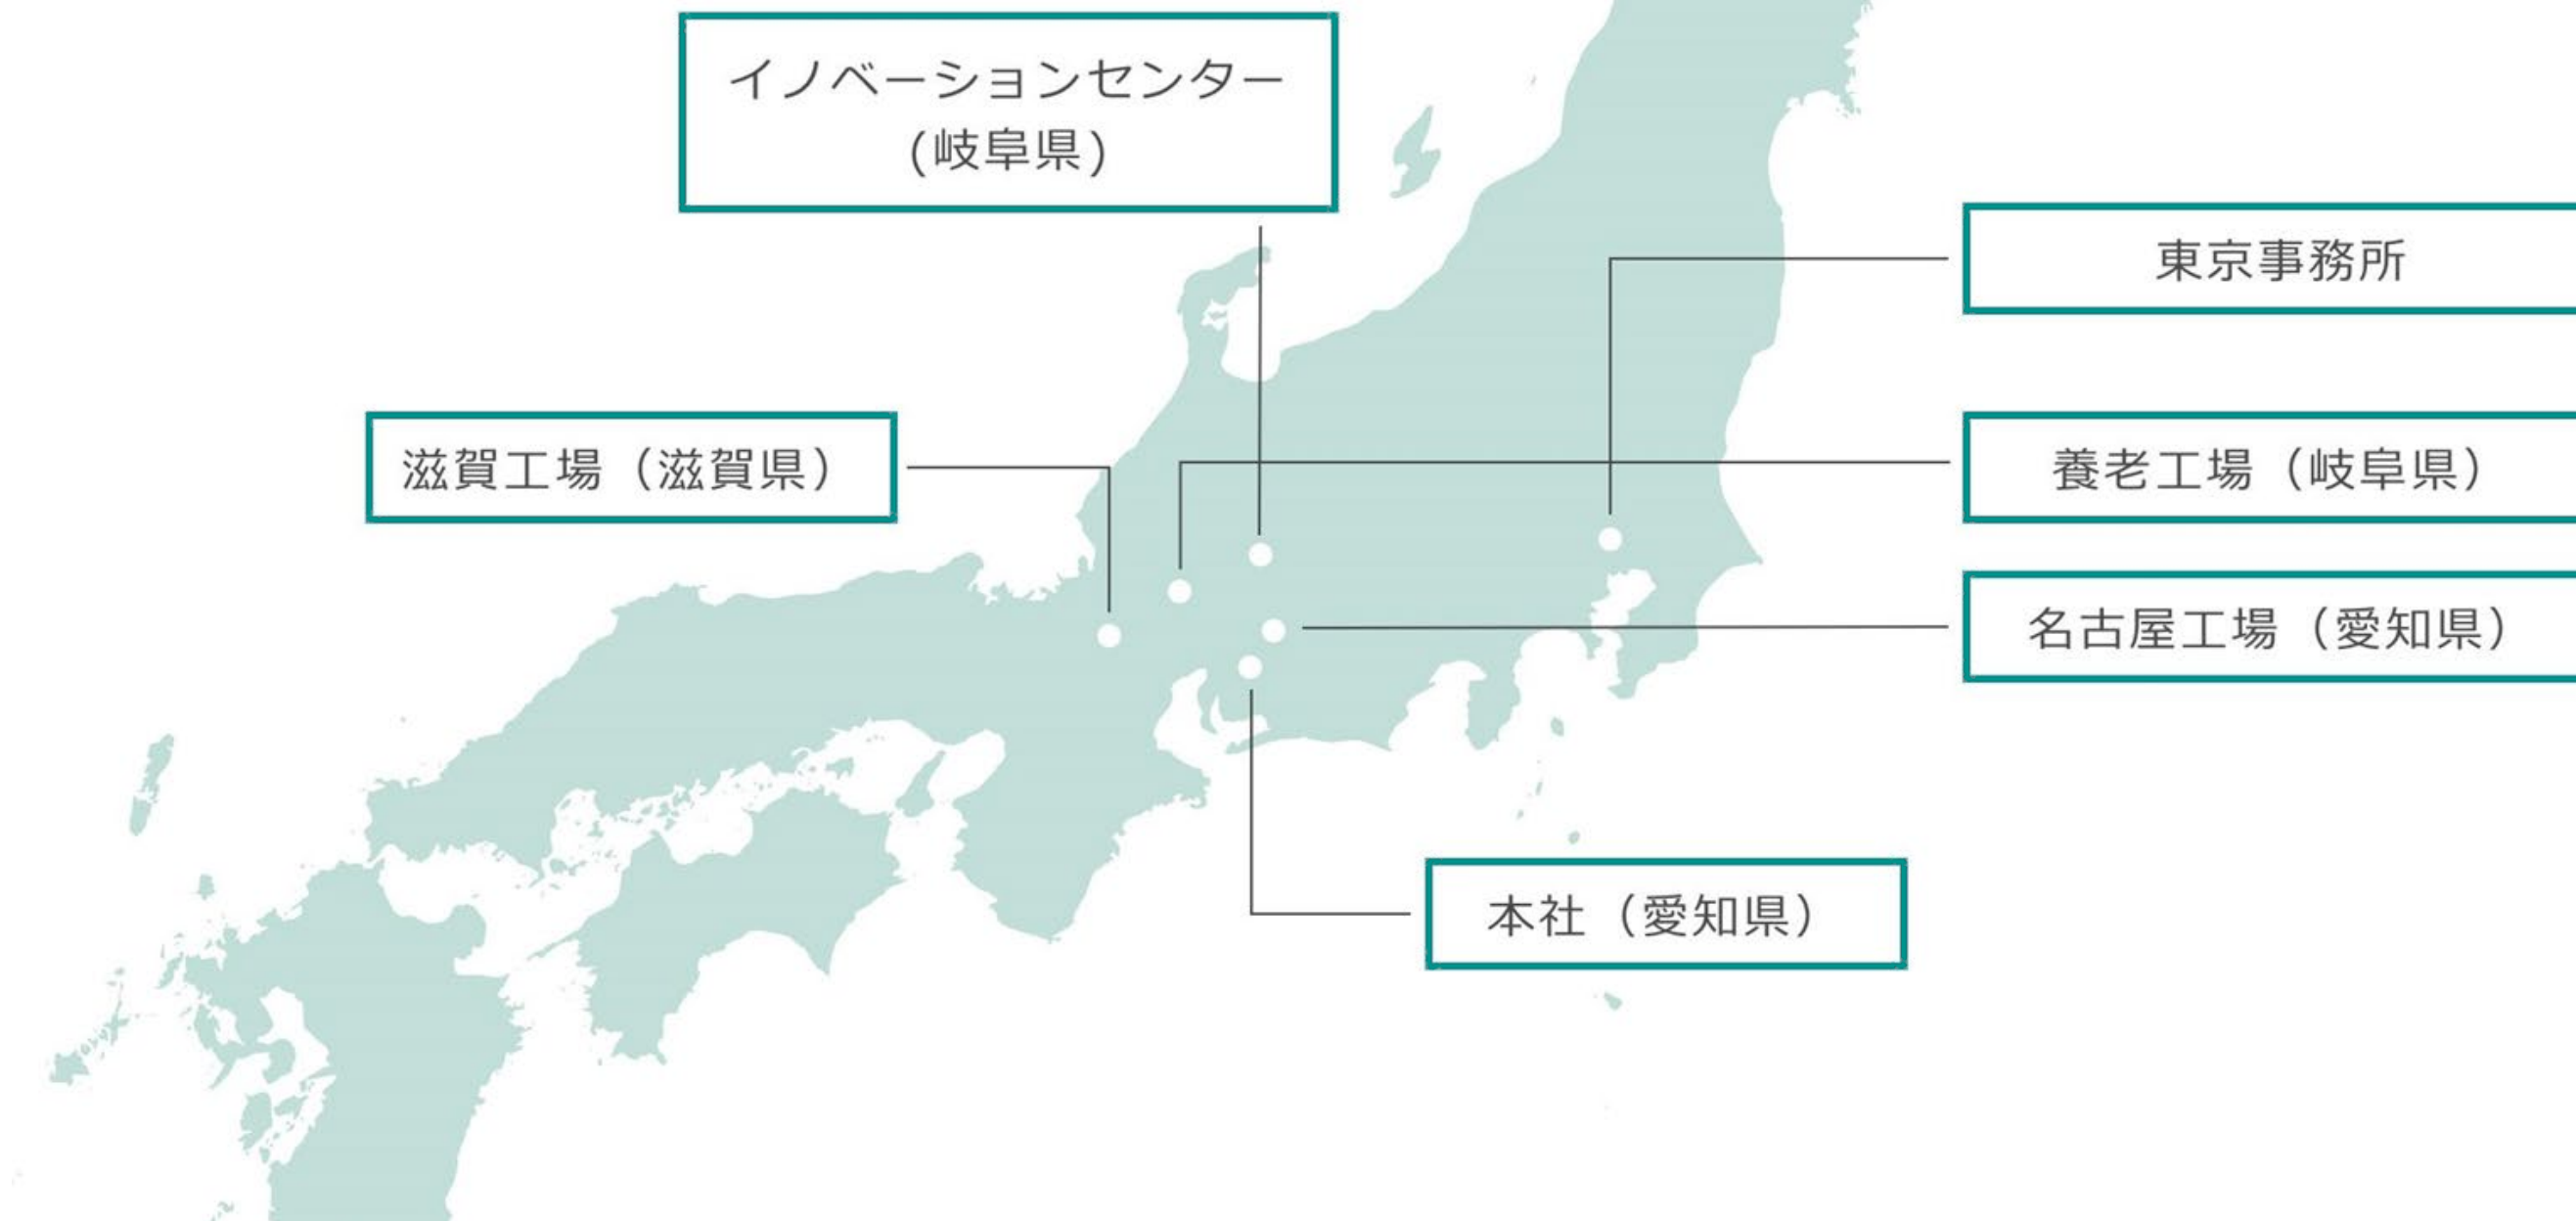 イノベーションセンター
(岐阜県)
東京事務所
滋賀工場（滋賀県）
養老工場（岐阜県）
名古屋工場（愛知県）
本社（愛知県）